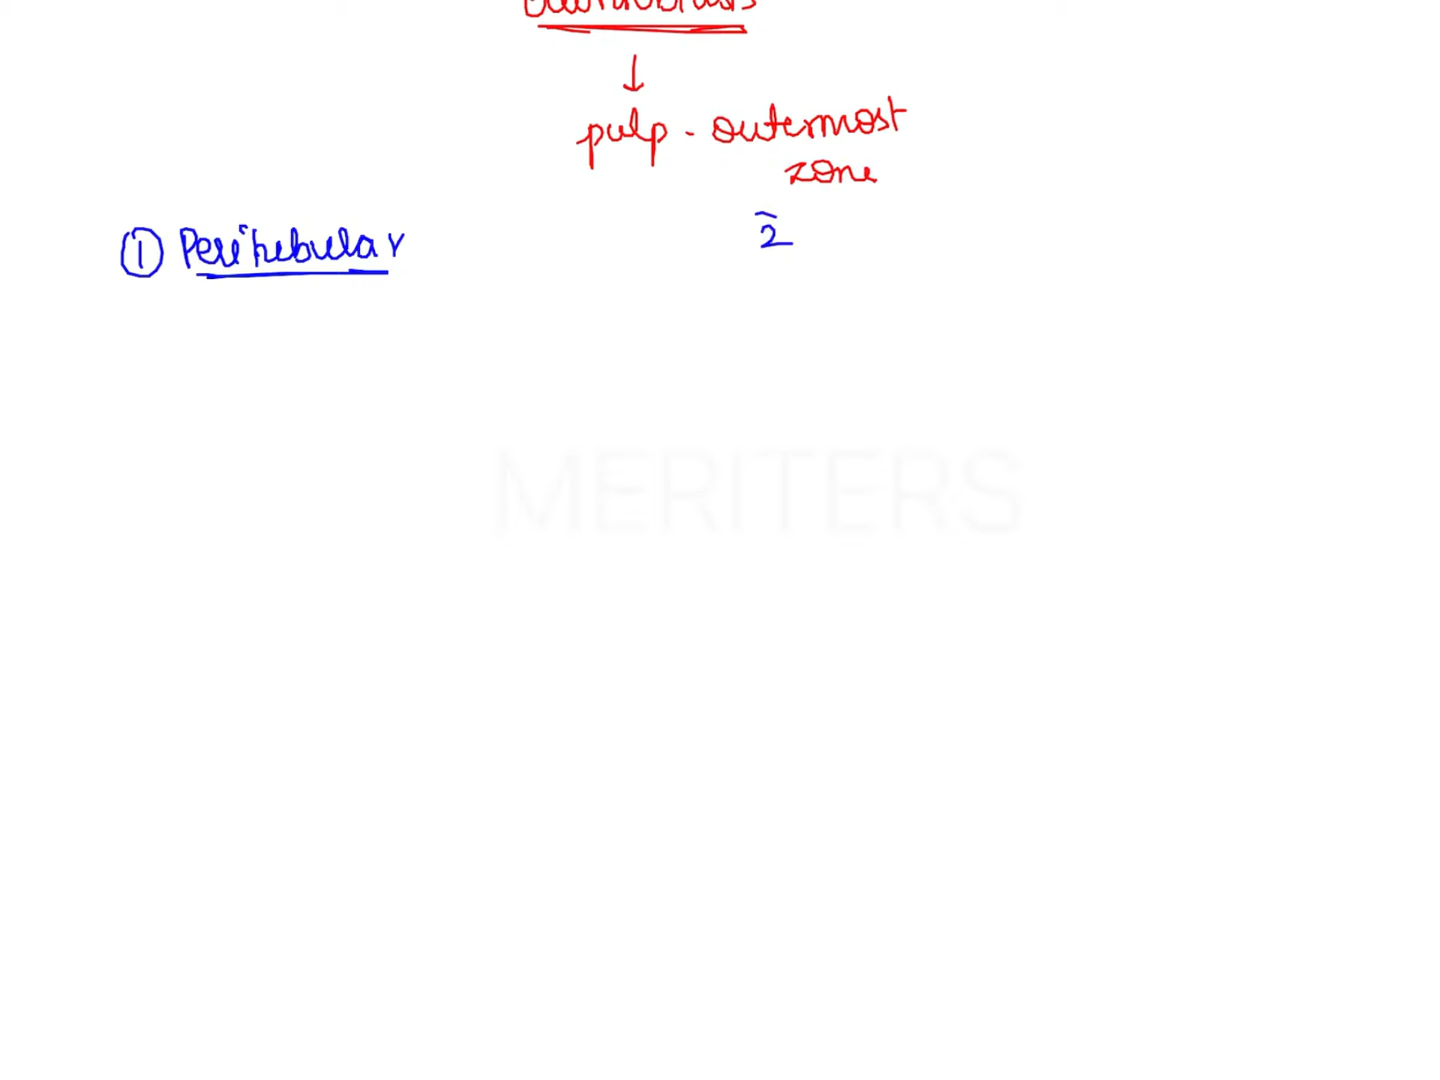 ↓
pulp - outermost
zone
① Peritubular
2
MERITERS